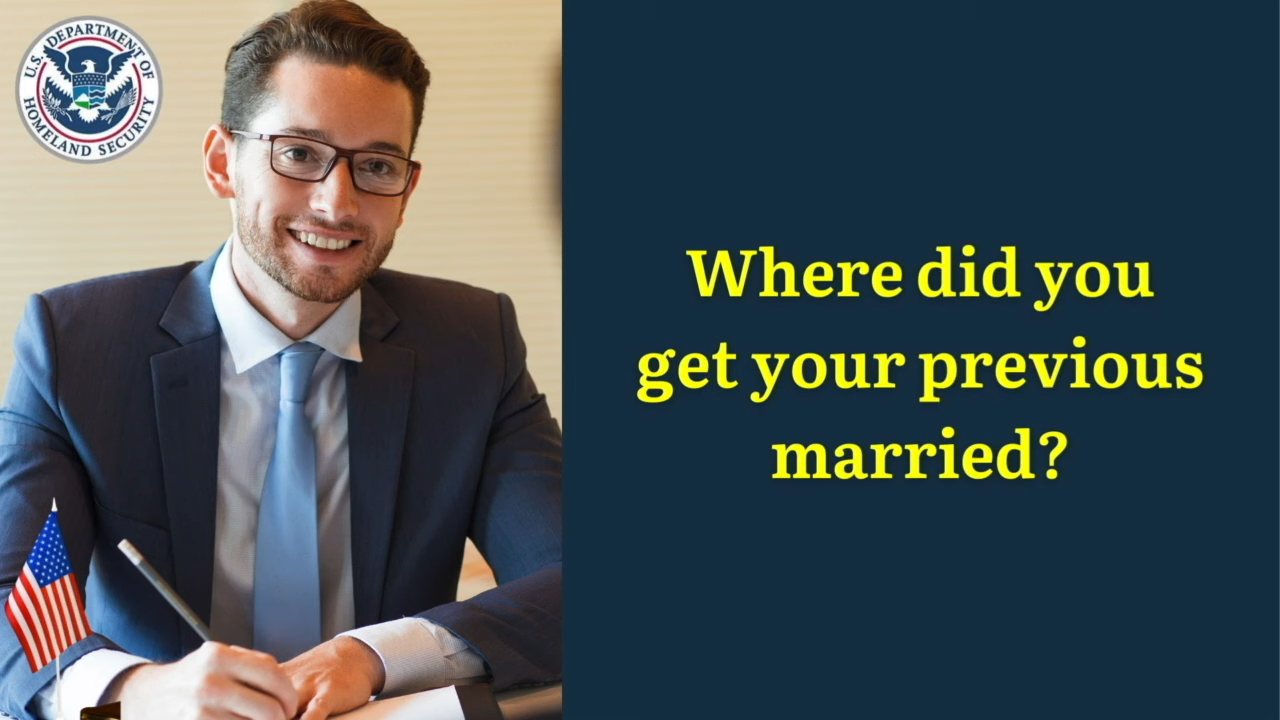 U.S. DEPARTMENT OF
HOMELAND SECURITY
Where did you
get your previous
married?